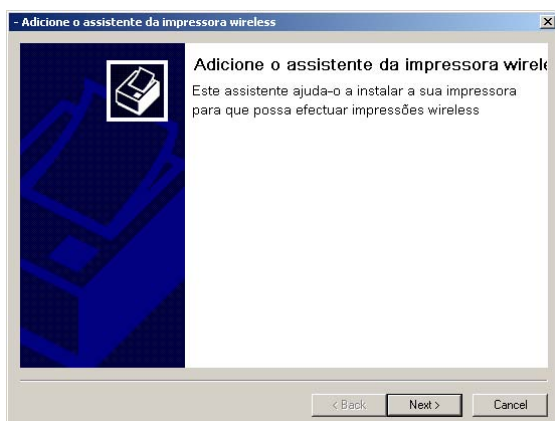 - Adicione o assistente da impressora wireless
Adicione o assistente da impressora
Este assistente ajuda-o a instalar a sua impressora
para que possa efectuar impressões wireless
< Back
Next >
Cancel